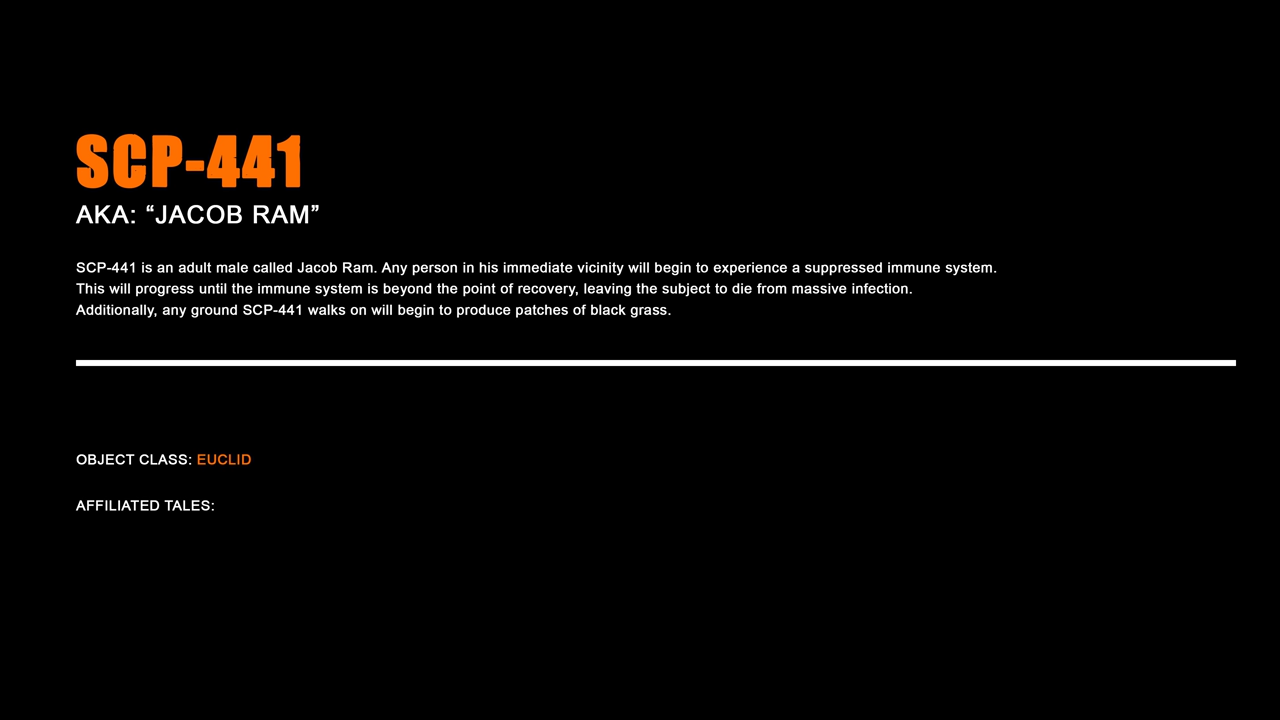 SCP-441
AKA: “JACOB RAM”
SCP-441 is an adult male called Jacob Ram. Any person in his immediate vicinity will begin to experience a suppressed immune system.
This will progress until the immune system is beyond the point of recovery, leaving the subject to die from massive infection.
Additionally, any ground SCP-441 walks on will begin to produce patches of black grass.
OBJECT CLASS: EUCLID
AFFILIATED TALES: